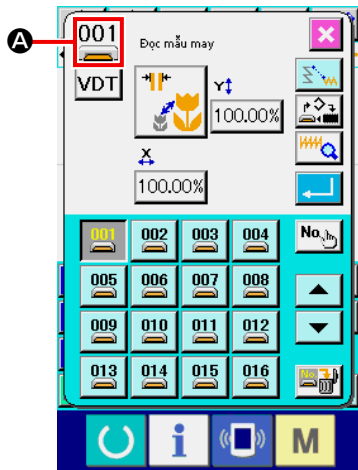 A
001
Đọc mẫu may
VDT
Y
100.00%
X
100.00%
001 002 003 004 No.
005 006 007 008
009 010 011 012
013 014 015 016 No.
i M